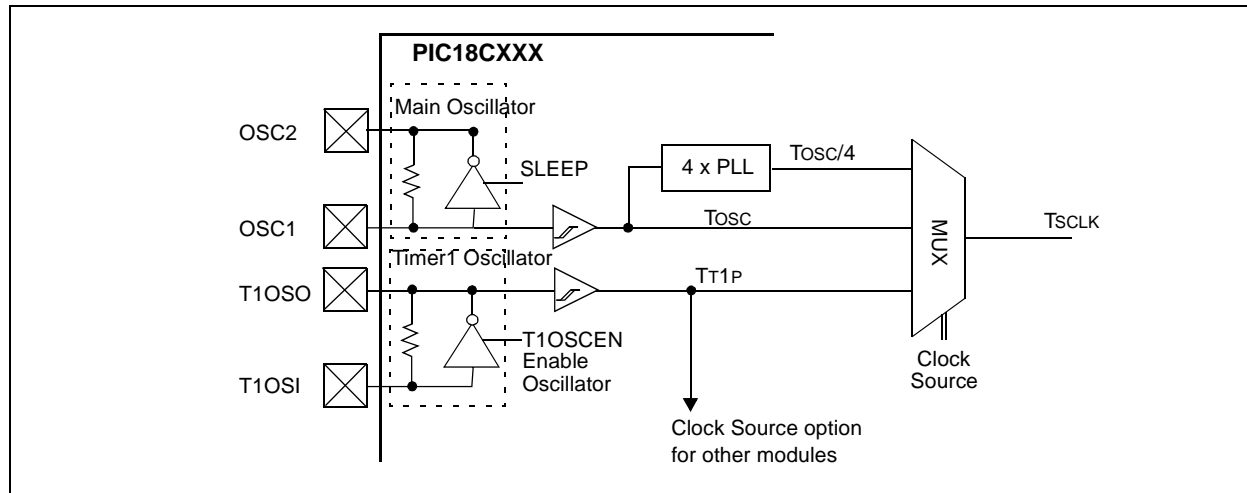 PIC18CXXX
Main Oscillator
OSC2
SLEEP
4 x PLL
TOSC/4
OSC1
TOSC
MUX
TSCLK
Timer1 Oscillator
T1OSO
TT1P
T1OSCEN
Enable
Oscillator
T1OSI
Clock
Source
Clock Source option
for other modules